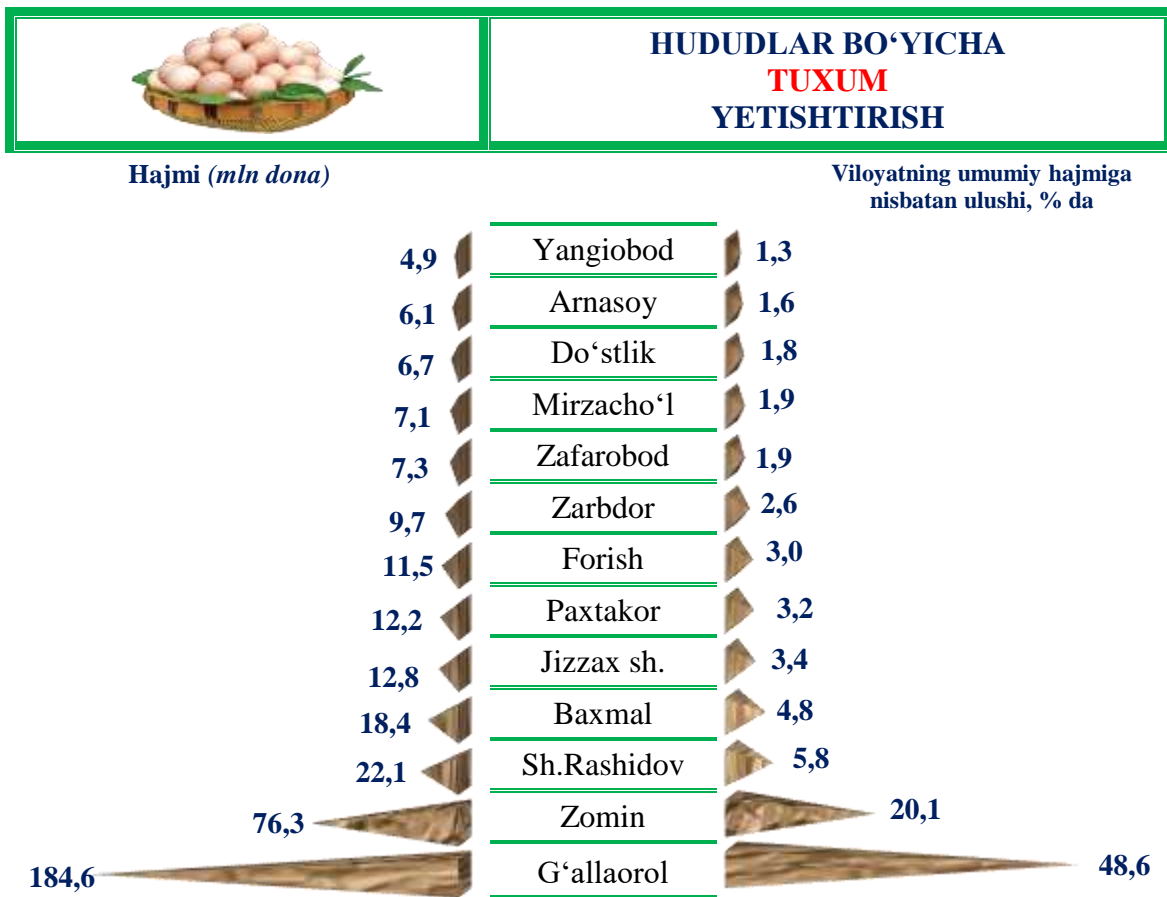 HUDUDLAR BO‘YICHA
TUXUM
YETISHTIRISH
Hajmi (mln dona)
Viloyatning umumiy hajmiga
nisbatan ulushi, % da
4,9 Yangiobod 1,3
6,1 Arnasoy 1,6
6,7 Do‘stlik 1,8
7,1 Mirzacho‘l 1,9
7,3 Zafarobod 1,9
9,7 Zarbdor 2,6
11,5 Forish 3,0
12,2 Paxtakor 3,2
12,8 Jizzax sh. 3,4
18,4 Baxmal 4,8
22,1 Sh.Rashidov 5,8
76,3 Zomin 20,1
184,6 G‘allaorol 48,6